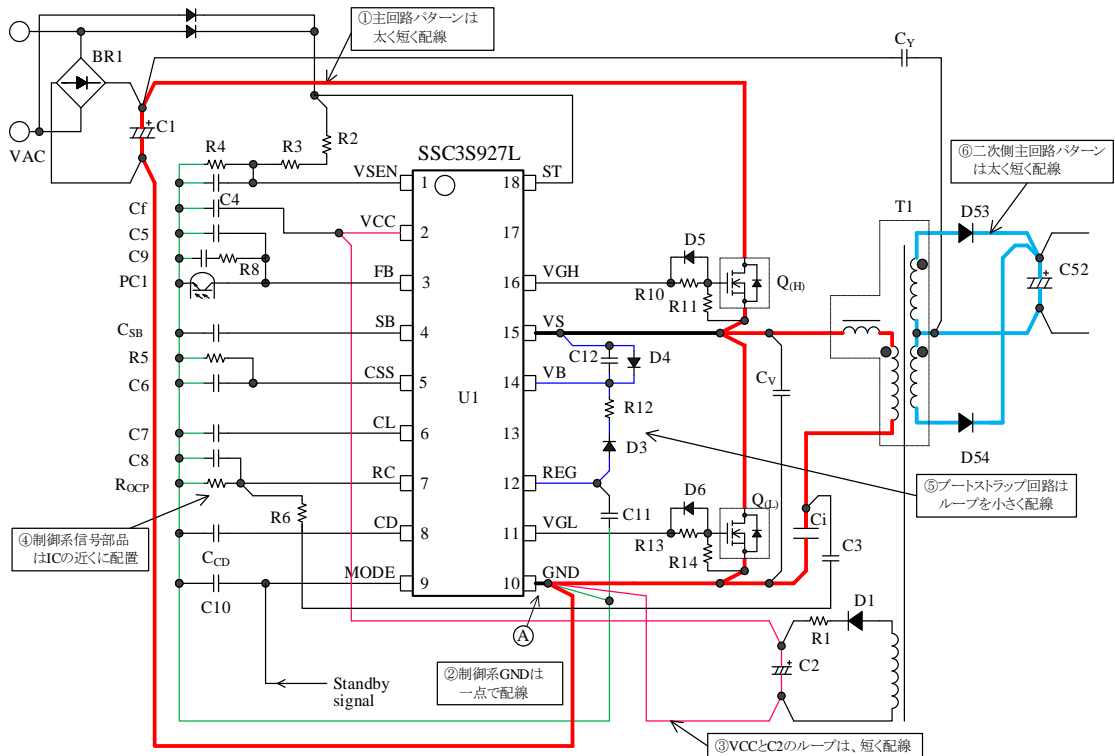 ①主回路パターンは
太く短く配線
BR1
C1
VAC
R4
R3
R2
C4
Cf
C5
C9
R8
PC1
CSB
R5
C6
C7
C8
ROCP
R6
④制御系信号部品
はICの近くに配置
CCD
C10
Standby
signal
SSC3S927L
U1
VSEN
1
VCC
2
FB
3
SB
4
CSS
5
CL
6
RC
7
CD
8
MODE
9
18
ST
17
16
VGH
15
VS
14
VB
13
12
REG
11
VGL
10
GND
A
②制御系GNDは
一点で配線
D5
R10
R11
Q(H)
C12
D4
R12
D3
C11
D6
R13
R14
Q(L)
CV
CY
T1
D53
D54
C52
⑥二次側主回路パターン
は太く短く配線
⑤ブートストラップ回路は
ループを小さく配線
Ci
C3
D1
R1
C2
③VCCとC2のループは、短く配線